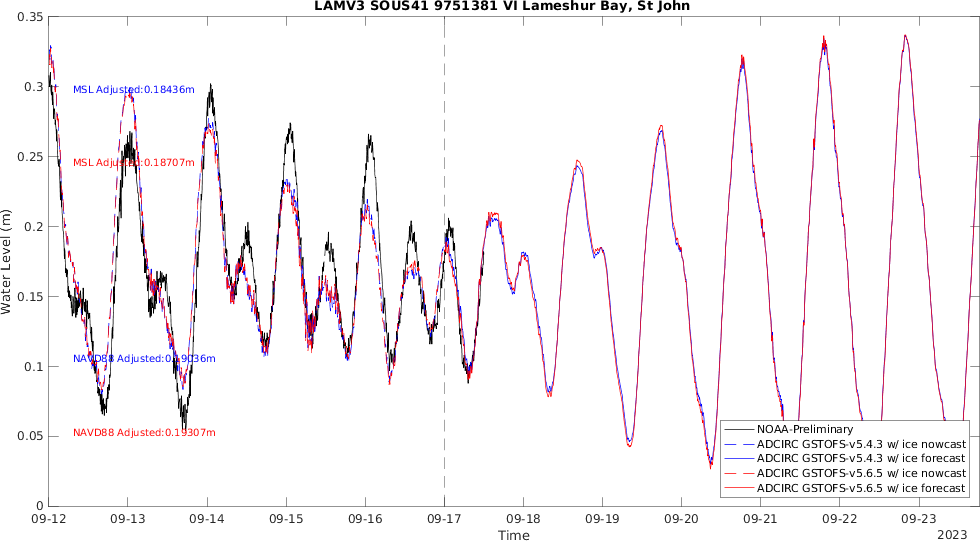 LAMV3 SOUS41 9751381 VI Lameshur Bay, St John
0.35
0.3
0.25
0.2
0.15
0.1
0.05
0
Water Level (m)
MSL Adjusted:0.18436m
MSL Adjusted:0.18707m
NAVD88 Adjusted:0.19036m
NAVD88 Adjusted:0.19307m
NOAA-Preliminary
ADCIRC GSTOFS-v5.4.3 w/ ice nowcast
ADCIRC GSTOFS-v5.4.3 w/ ice forecast
ADCIRC GSTOFS-v5.6.5 w/ ice nowcast
ADCIRC GSTOFS-v5.6.5 w/ ice forecast
09-12 09-13 09-14 09-15 09-16 09-17 09-18 09-19 09-20 09-21 09-22 09-23
Time
2023